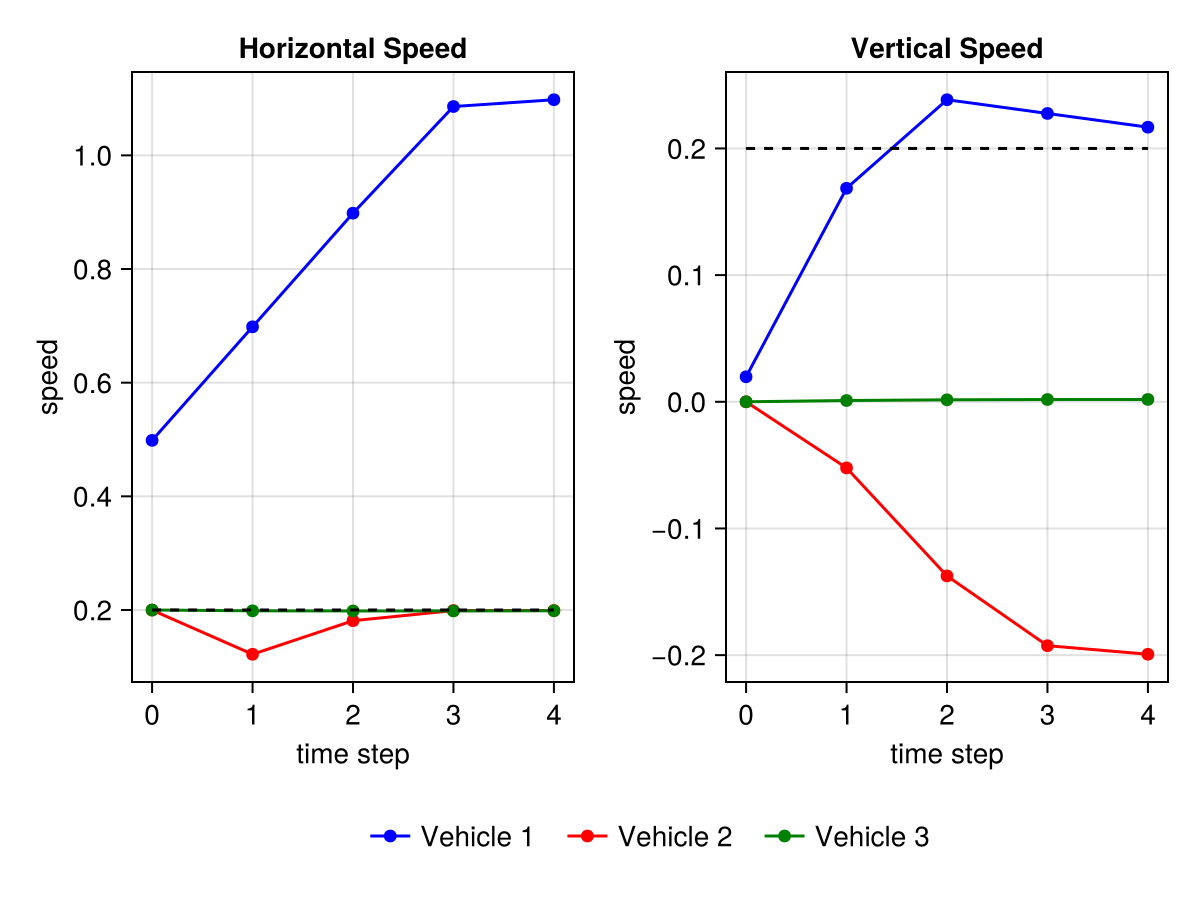 Horizontal Speed
1.0
0.8
0.6
0.4
0.2
speed
0 1 2 3 4
time step
Vertical Speed
0.2
0.1
0.0
−0.1
−0.2
speed
0 1 2 3 4
time step
Vehicle 1 Vehicle 2 Vehicle 3